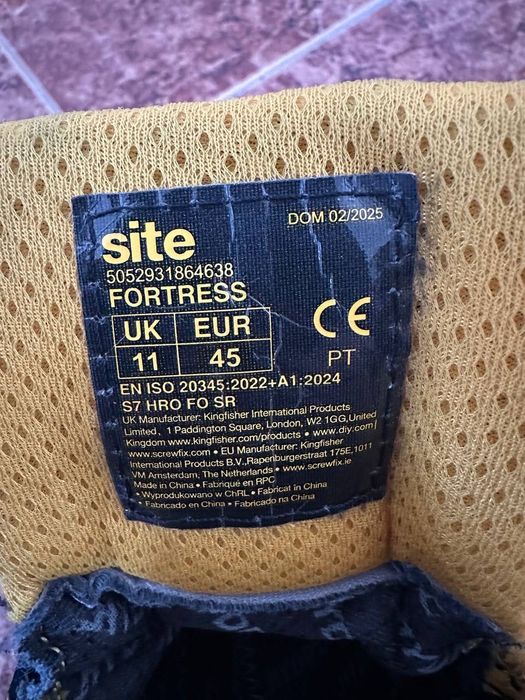 DOM 02/2025
site
5052931864638
FORTRESS
UK EUR
11 45
CE
PT
EN ISO 20345:2022+A1:2024
S7 HRO FO SR
UK Manufacturer: Kingfisher International Products
Limited, 1 Paddington Square, London, W2 1GG,United
Kingdom www.kingfisher.com/products • www.diy.com|
www.screwfix.com • EU Manufacturer: Kingfisher
International Products B.V.,Rapenburgerstraat 175E,1011
VM Amsterdam, The Netherlands • www.screwfix.ie
Made in China • Fabriqué en RPC
• Wyprodukowano w ChRL • Fabricat in China
• Fabricado en China • Fabricado na China